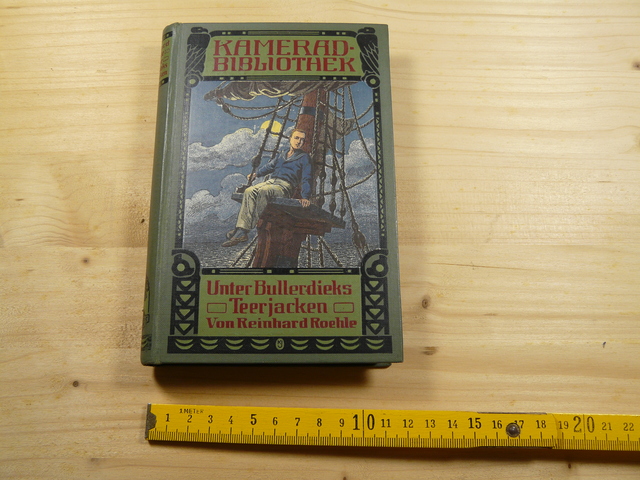 KAMERAD-
BIBLIOTHEK
Unter Bullerdieks
Teerjacken
Von Reinhard Roehle
1 METER
1 2 3 4 5 6 7 8 9 10 11 12 13 14 15 16 17 18 19 20 21 22